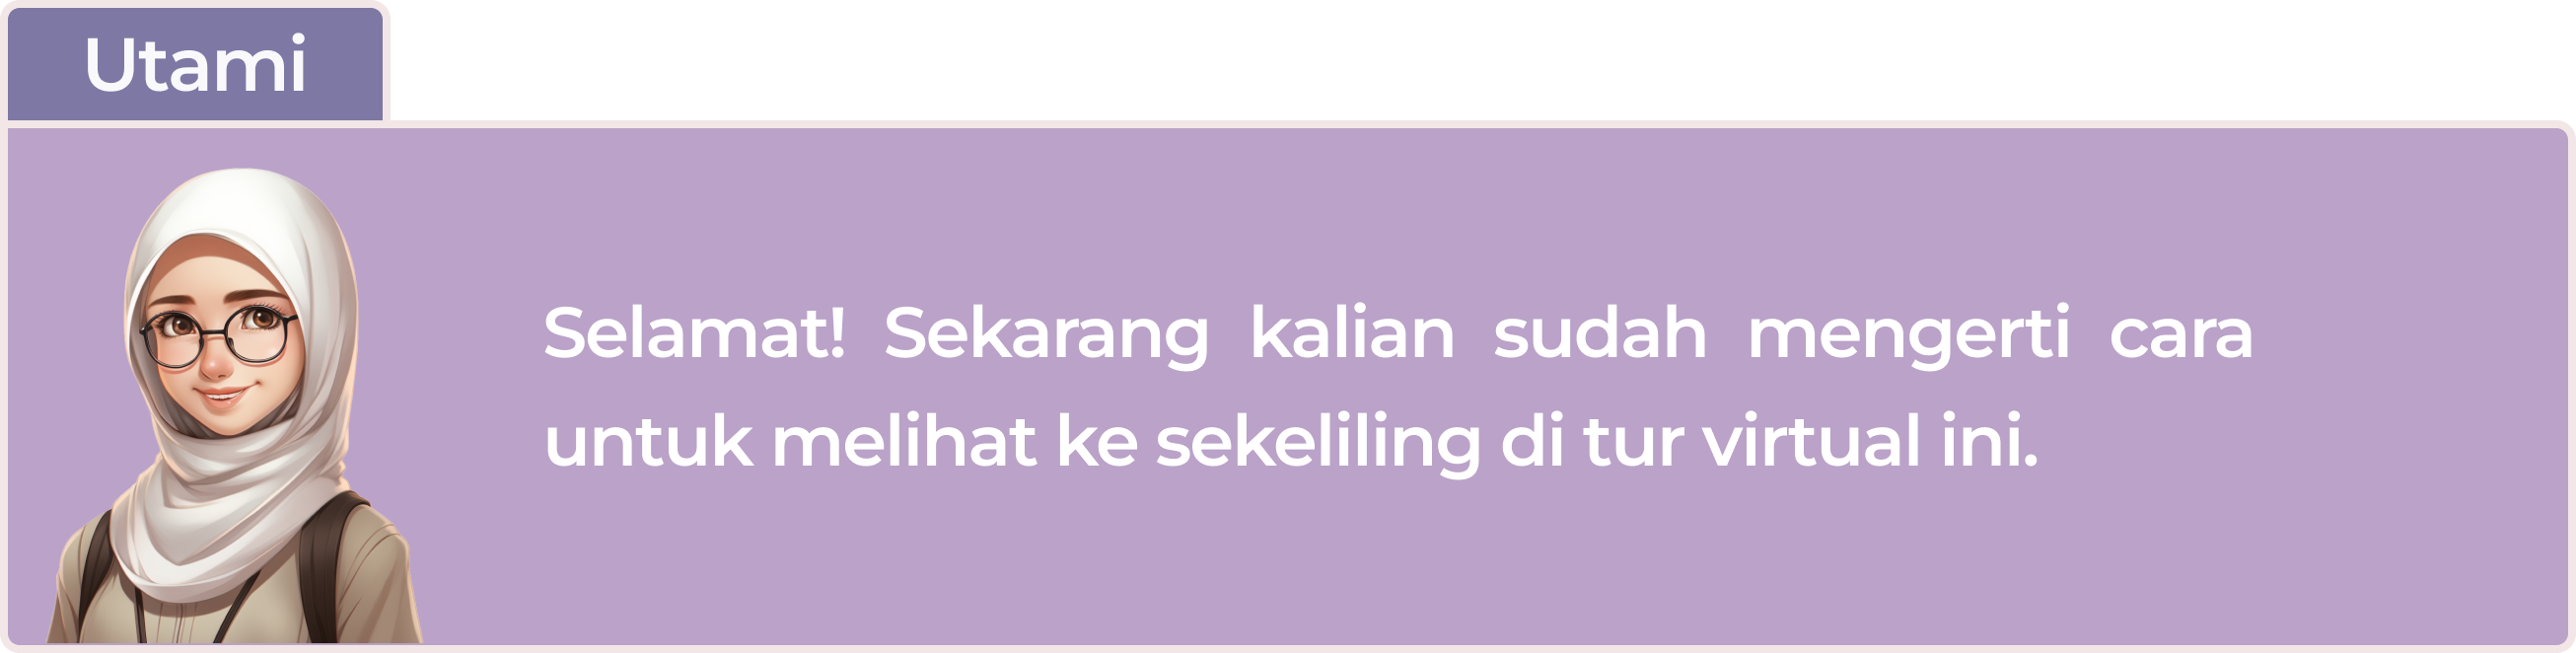 Utami
Selamat! Sekarang kalian sudah mengerti cara
untuk melihat ke sekeliling di tur virtual ini.